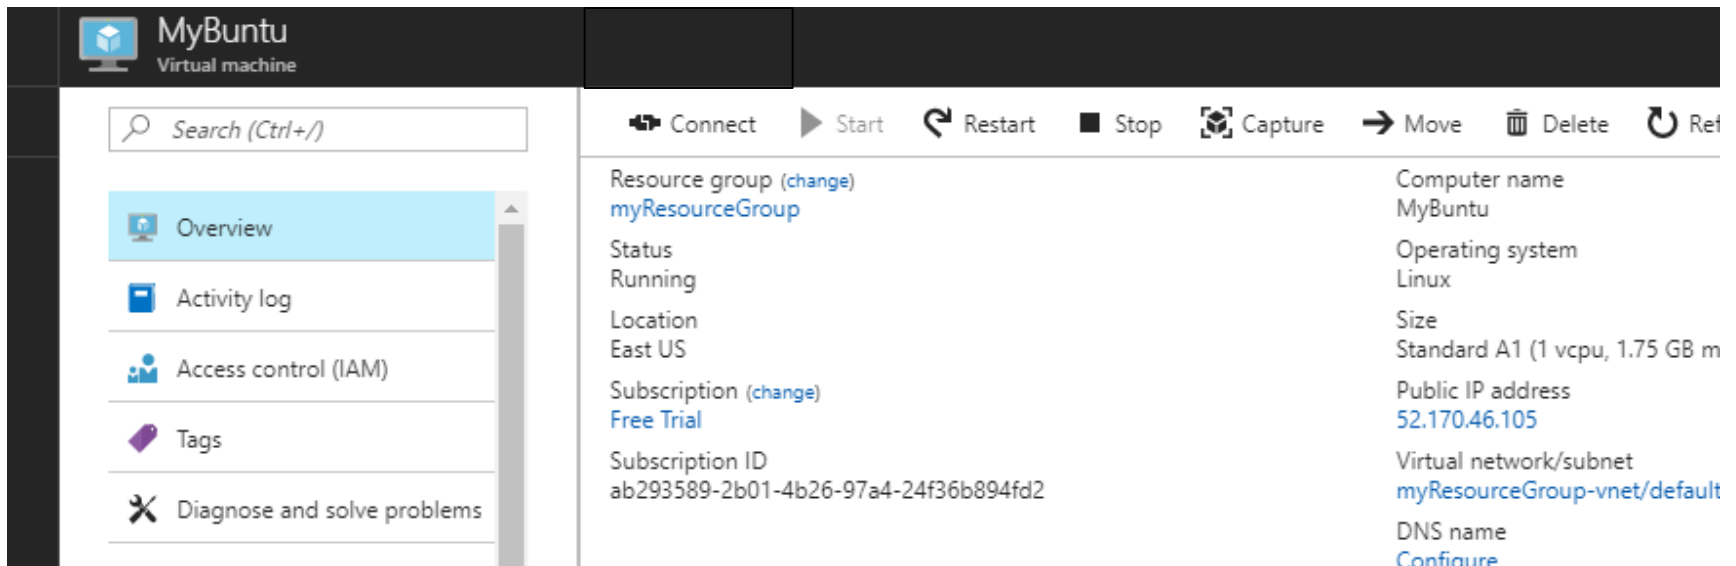 MyBuntu
Virtual machine
Search (Ctrl+/)
Overview
Activity log
Access control (IAM)
Tags
Diagnose and solve problems
Connect Start Restart Stop Capture Move Delete Ref
Resource group (change)
myResourceGroup
Status
Running
Location
East US
Subscription (change)
Free Trial
Subscription ID
ab293589-2b01-4b26-97a4-24f36b894fd2
Computer name
MyBuntu
Operating system
Linux
Size
Standard A1 (1 vcpu, 1.75 GB m
Public IP address
52.170.46.105
Virtual network/subnet
myResourceGroup-vnet/default
DNS name
Configure